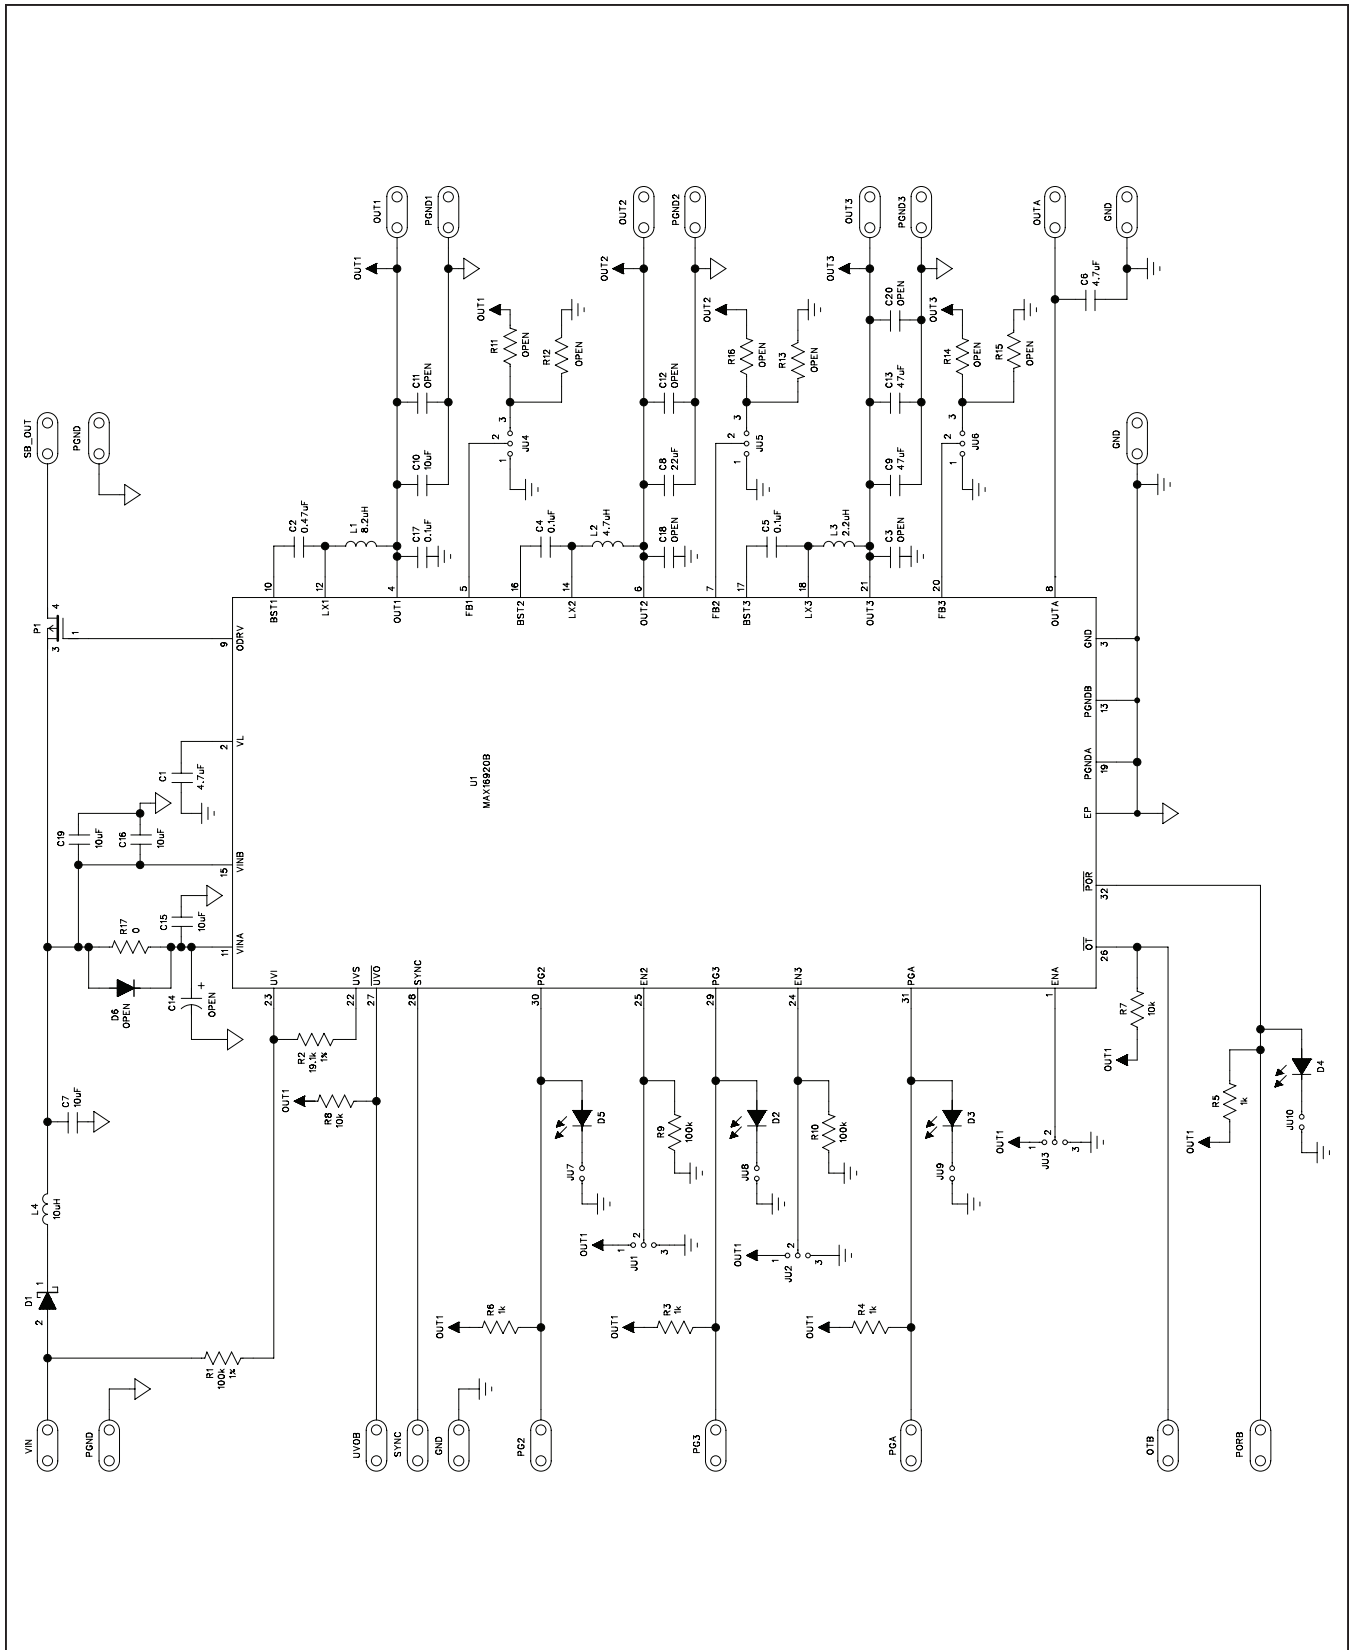 VIN
PGND
2
D1
1
L4
10uH
C7
10uF
D6
OPEN
R17
0
C14
+
OPEN
C15
10uF
C19
10uF
C16
10uF
C1
4.7uF
3
P1
4
1
SB_OUT
PGND
R1
100k
1%
11
VINA
15
VINB
2
VL
9
ODRV
UVOB
SYNC
GND
PG2
PG3
PGA
OTB
PORB
OUT1
R8
10k
R2
19.1k
1%
23
UVI
22
UVS
27
UVO
28
SYNC
30
PG2
25
EN2
29
PG3
24
EN3
31
PGA
1
ENA
OUT1
R6
1k
JU7
D5
OUT1
1
2
3
JU1
R9
100k
OUT1
R3
1k
JU8
D2
OUT1
1
2
3
JU2
R10
100k
OUT1
R4
1k
JU9
D3
OUT1
1
2
3
JU3
U1
MAX16920B
BST1
10
LX1
12
OUT1
4
FB1
5
BST2
16
LX2
14
OUT2
6
FB2
7
BST3
17
LX3
18
OUT3
21
FB3
20
OUTA
8
C2
0.47uF
L1
8.2uH
C17
0.1uF
C10
10uF
C11
OPEN
OUT1
OUT1
PGND1
1
2
3
JU4
R11
OPEN
OUT1
R12
OPEN
C4
0.1uF
L2
4.7uH
C18
OPEN
C8
22uF
C12
OPEN
OUT2
OUT2
PGND2
1
2
3
JU5
R16
OPEN
OUT2
R13
OPEN
C5
0.1uF
L3
2.2uH
C3
OPEN
C9
47uF
C13
47uF
C20
OPEN
OUT3
OUT3
PGND3
1
2
3
JU6
R14
OPEN
OUT3
R15
OPEN
C6
4.7uF
OUTA
GND
OT
26
POR
32
EP
PGNDA
19
PGNDB
13
GND
3
GND
OUT1
R7
10k
OUT1
R5
1k
JU10
D4